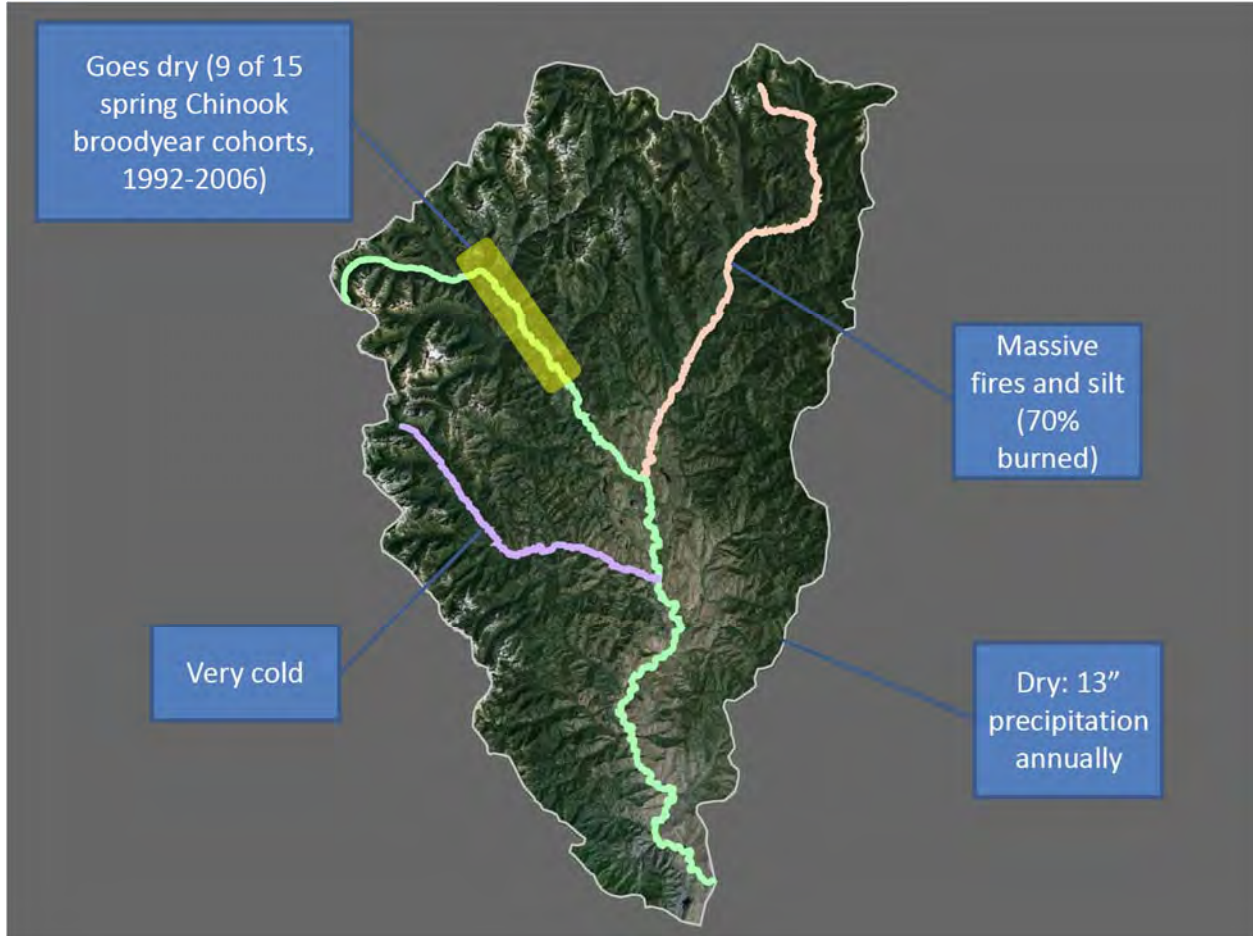 Goes dry (9 of 15
spring Chinook
broodyear cohorts,
1992-2006)
Massive
fires and silt
(70%
burned)
Very cold
Dry: 13”
precipitation
annually